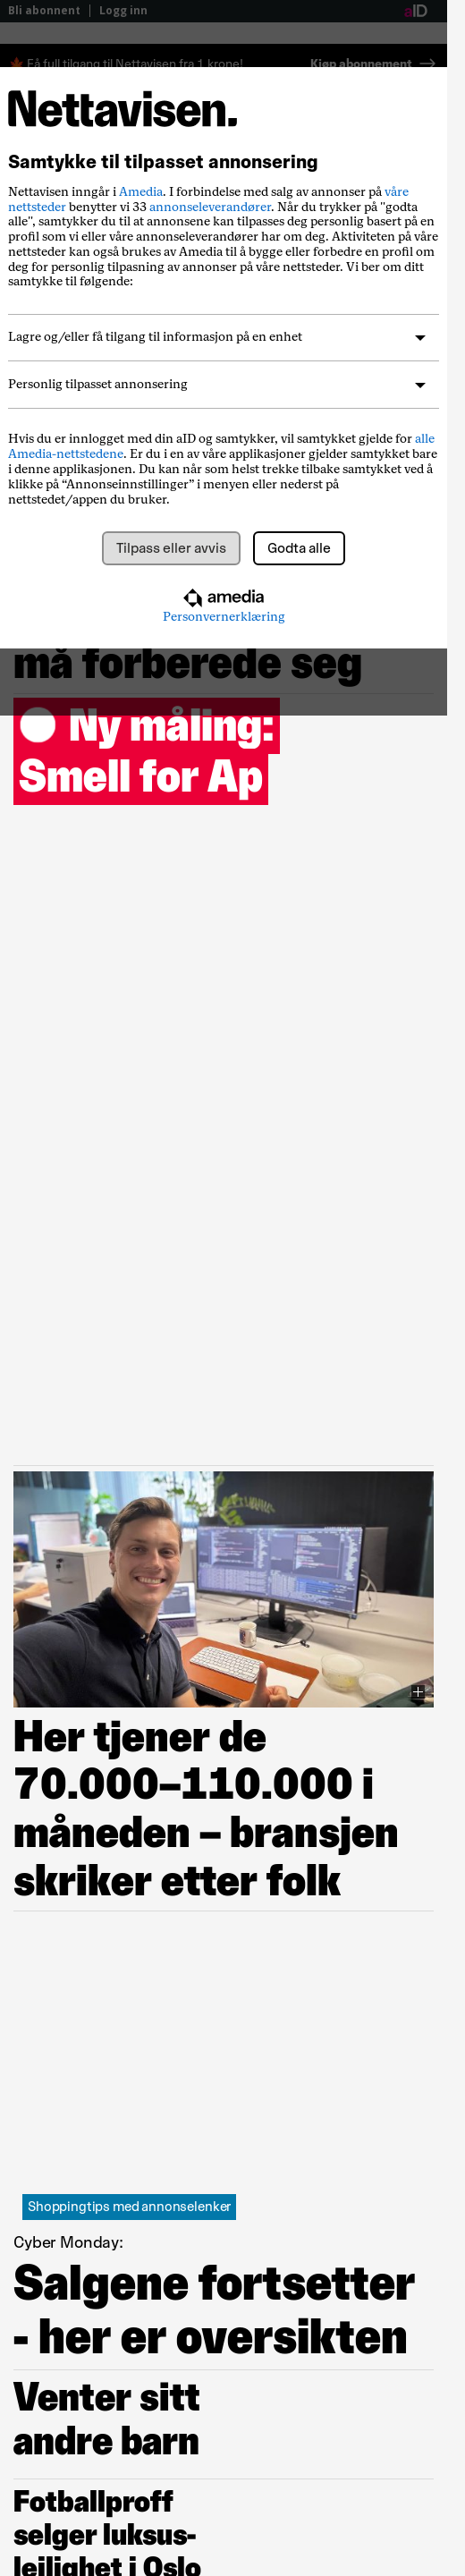 Bli abonnent | Logg inn
aID
🍁 Få full tilgang til Nettavisen fra 1 krone!
Kjøp abonnement →
Nettavisen.
Samtykke til tilpasset annonsering
Nettavisen inngår i Amedia. I forbindelse med salg av annonser på våre
nettsteder benytter vi 33 annonseleverandører. Når du trykker på "godta
alle", samtykker du til at annonsene kan tilpasses deg personlig basert på en
profil som vi eller våre annonseleverandører har om deg. Aktiviteten på våre
nettsteder kan også brukes av Amedia til å bygge eller forbedre en profil om
deg for personlig tilpasning av annonser på våre nettsteder. Vi ber om ditt
samtykke til følgende:
Lagre og/eller få tilgang til informasjon på en enhet
Personlig tilpasset annonsering
Hvis du er innlogget med din aID og samtykker, vil samtykket gjelde for alle
Amedia-nettstedene. Er du i en av våre applikasjoner gjelder samtykket bare
i denne applikasjonen. Du kan når som helst trekke tilbake samtykket ved å
klikke på “Annonseinnstillinger” i menyen eller nederst på
nettstedet/appen du bruker.
Tilpass eller avvis
Godta alle
amedia
Personvernerklæring
må forberede seg
Ny måling:
Smell for Ap
Her tjener de
70.000–110.000 i
måneden – bransjen
skriker etter folk
Shoppingtips med annonselenker
Cyber Monday:
Salgene fortsetter
- her er oversikten
Venter sitt
andre barn
Fotballproff
selger luksus-
leilighet i Oslo